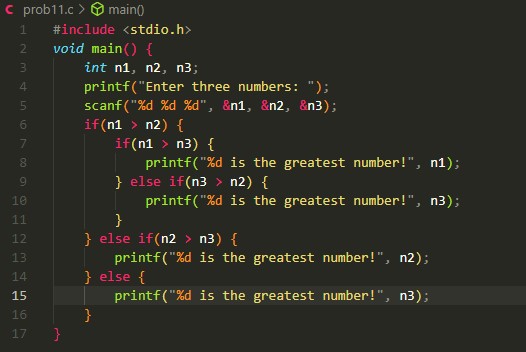 C prob11.c > main()
1 #include <stdio.h>
2 void main() {
3 int n1, n2, n3;
4 printf("Enter three numbers: ");
5 scanf("%d %d %d", &n1, &n2, &n3);
6 if(n1 > n2) {
7 if(n1 > n3) {
8 printf("%d is the greatest number!", n1);
9 } else if(n3 > n2) {
10 printf("%d is the greatest number!", n3);
11 }
12 } else if(n2 > n3) {
13 printf("%d is the greatest number!", n2);
14 } else {
15 printf("%d is the greatest number!", n3);
16 }
17 }